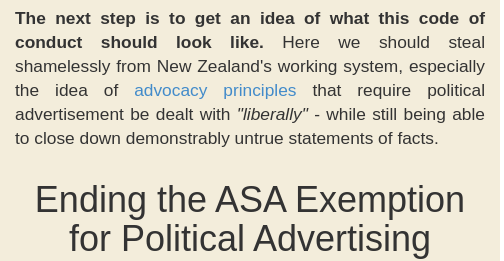 The next step is to get an idea of what this code of
conduct should look like. Here we should steal
shamelessly from New Zealand's working system, especially
the idea of advocacy principles that require political
advertisement be dealt with "liberally" - while still being able
to close down demonstrably untrue statements of facts.
Ending the ASA Exemption
for Political Advertising